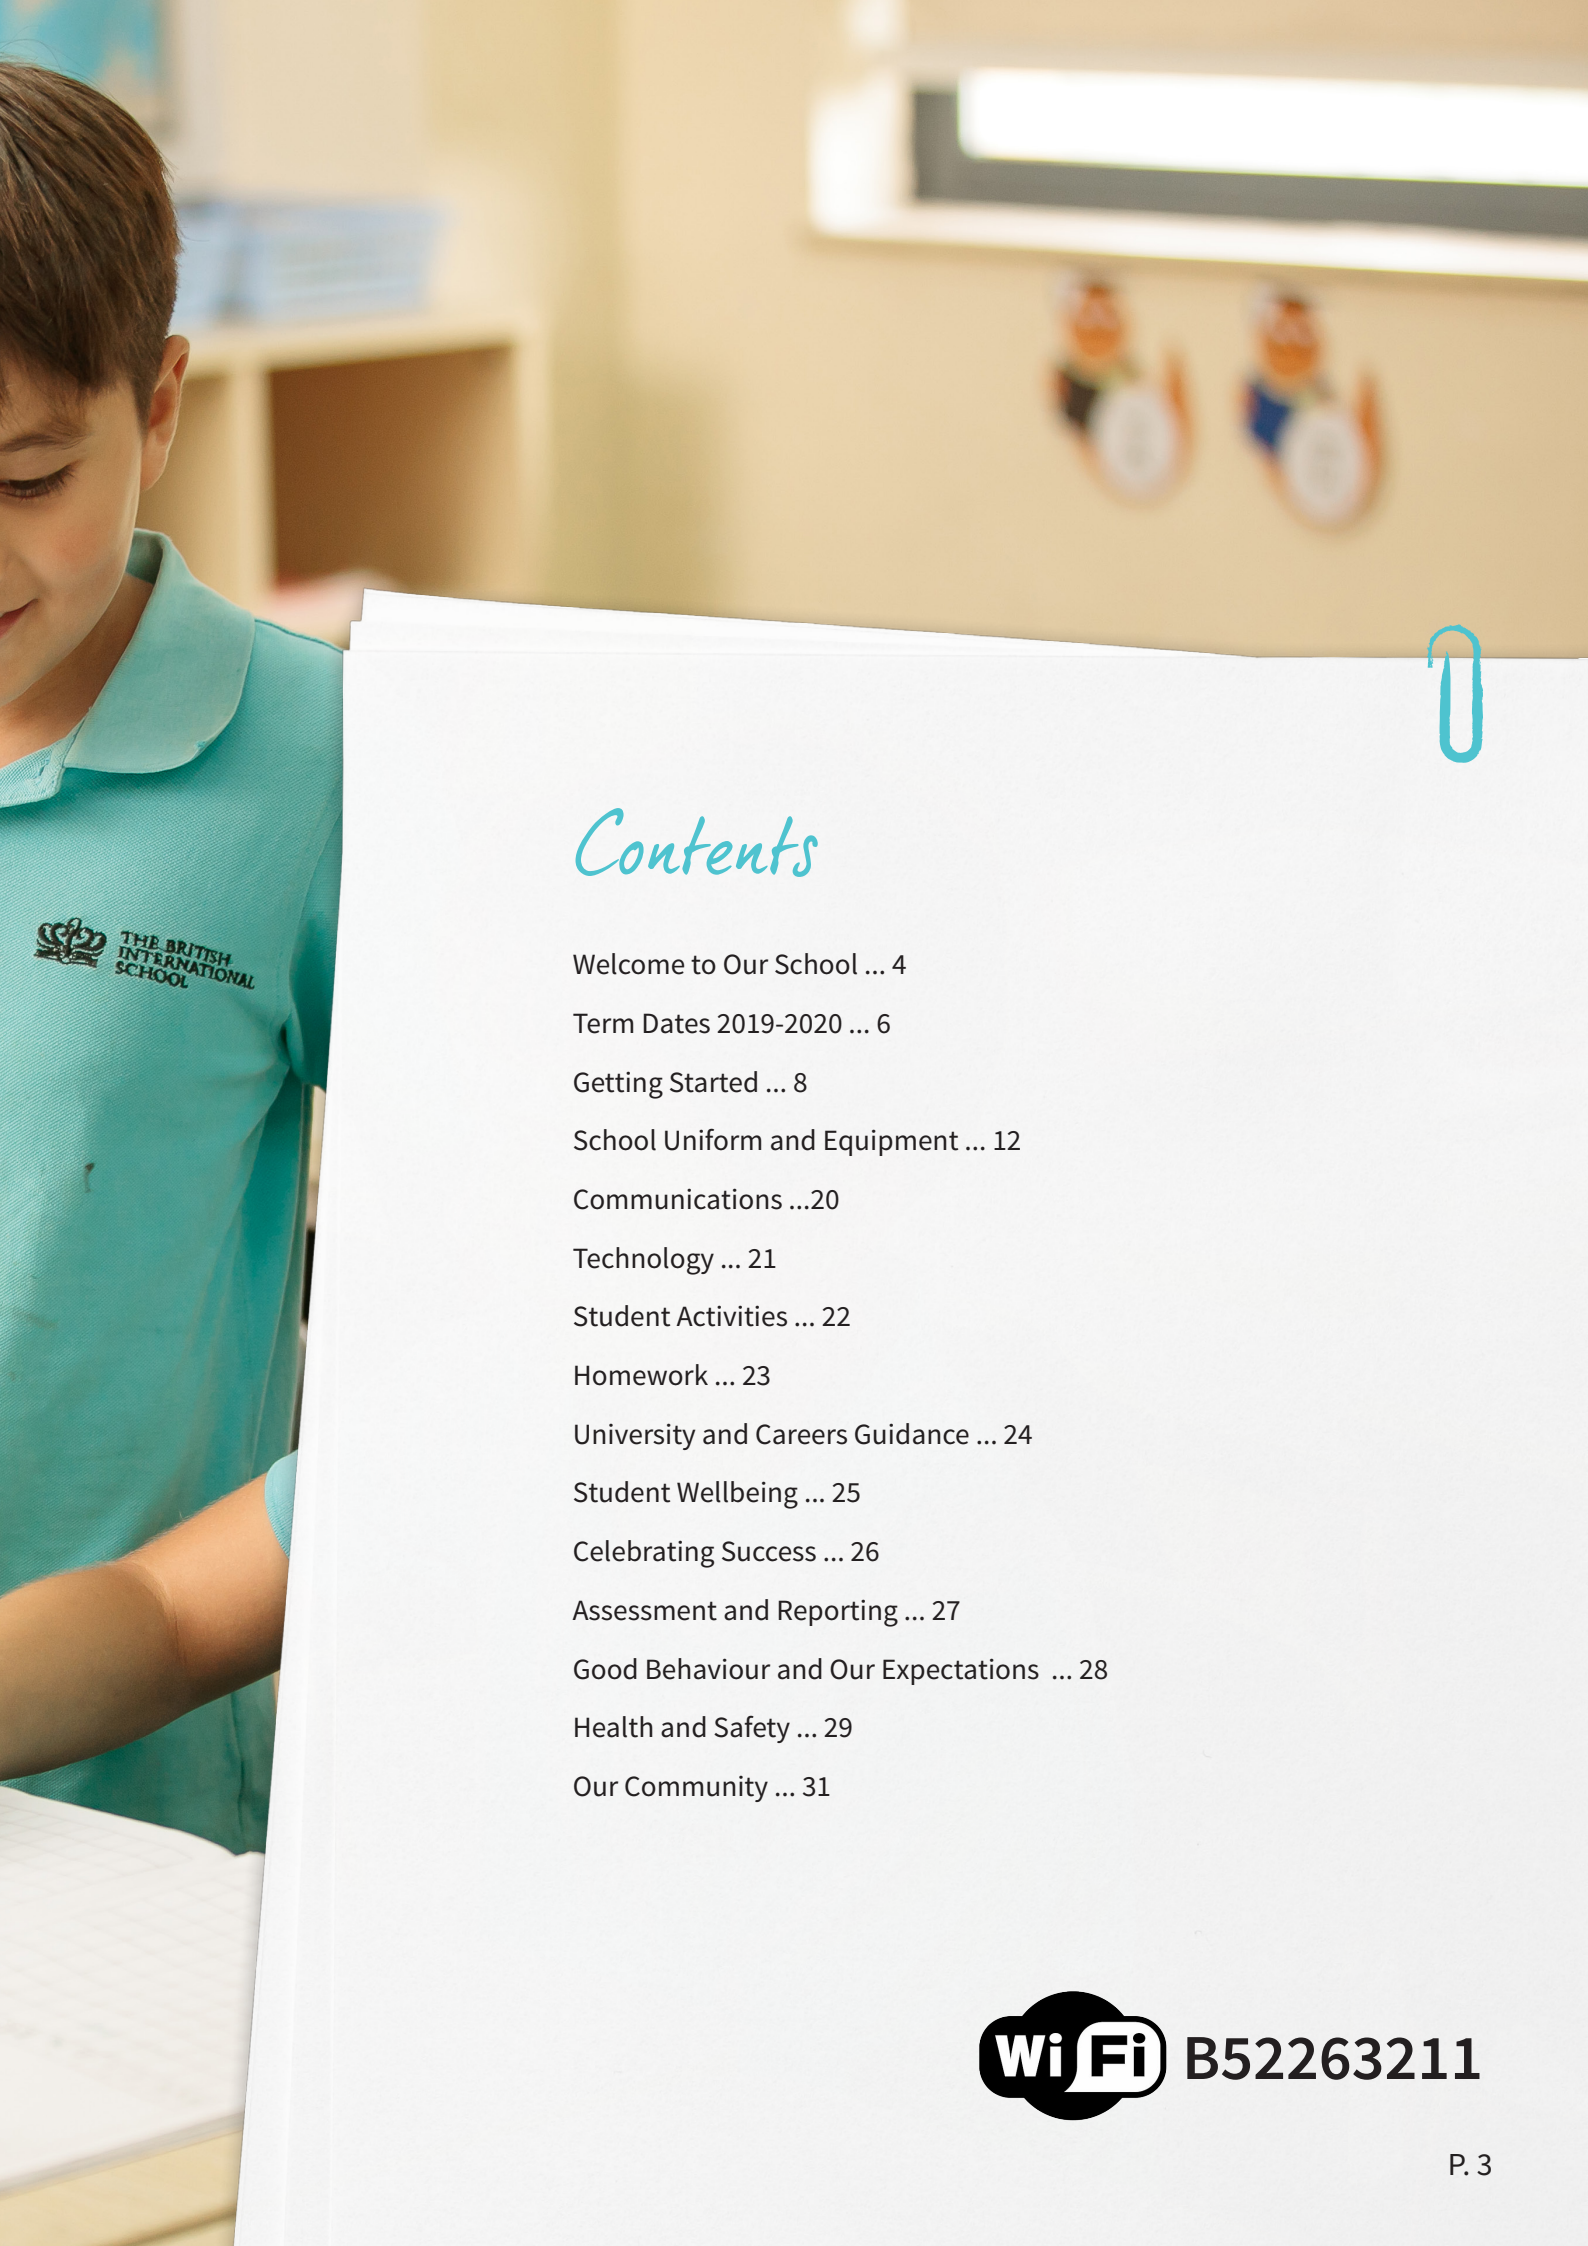 THE BRITISH
INTERNATIONAL
SCHOOL
Contents
Welcome to Our School ... 4
Term Dates 2019-2020 ... 6
Getting Started ... 8
School Uniform and Equipment ... 12
Communications ...20
Technology ... 21
Student Activities ... 22
Homework ... 23
University and Careers Guidance ... 24
Student Wellbeing ... 25
Celebrating Success ... 26
Assessment and Reporting ... 27
Good Behaviour and Our Expectations  ... 28
Health and Safety ... 29
Our Community ... 31
WiFi B52263211
P. 3